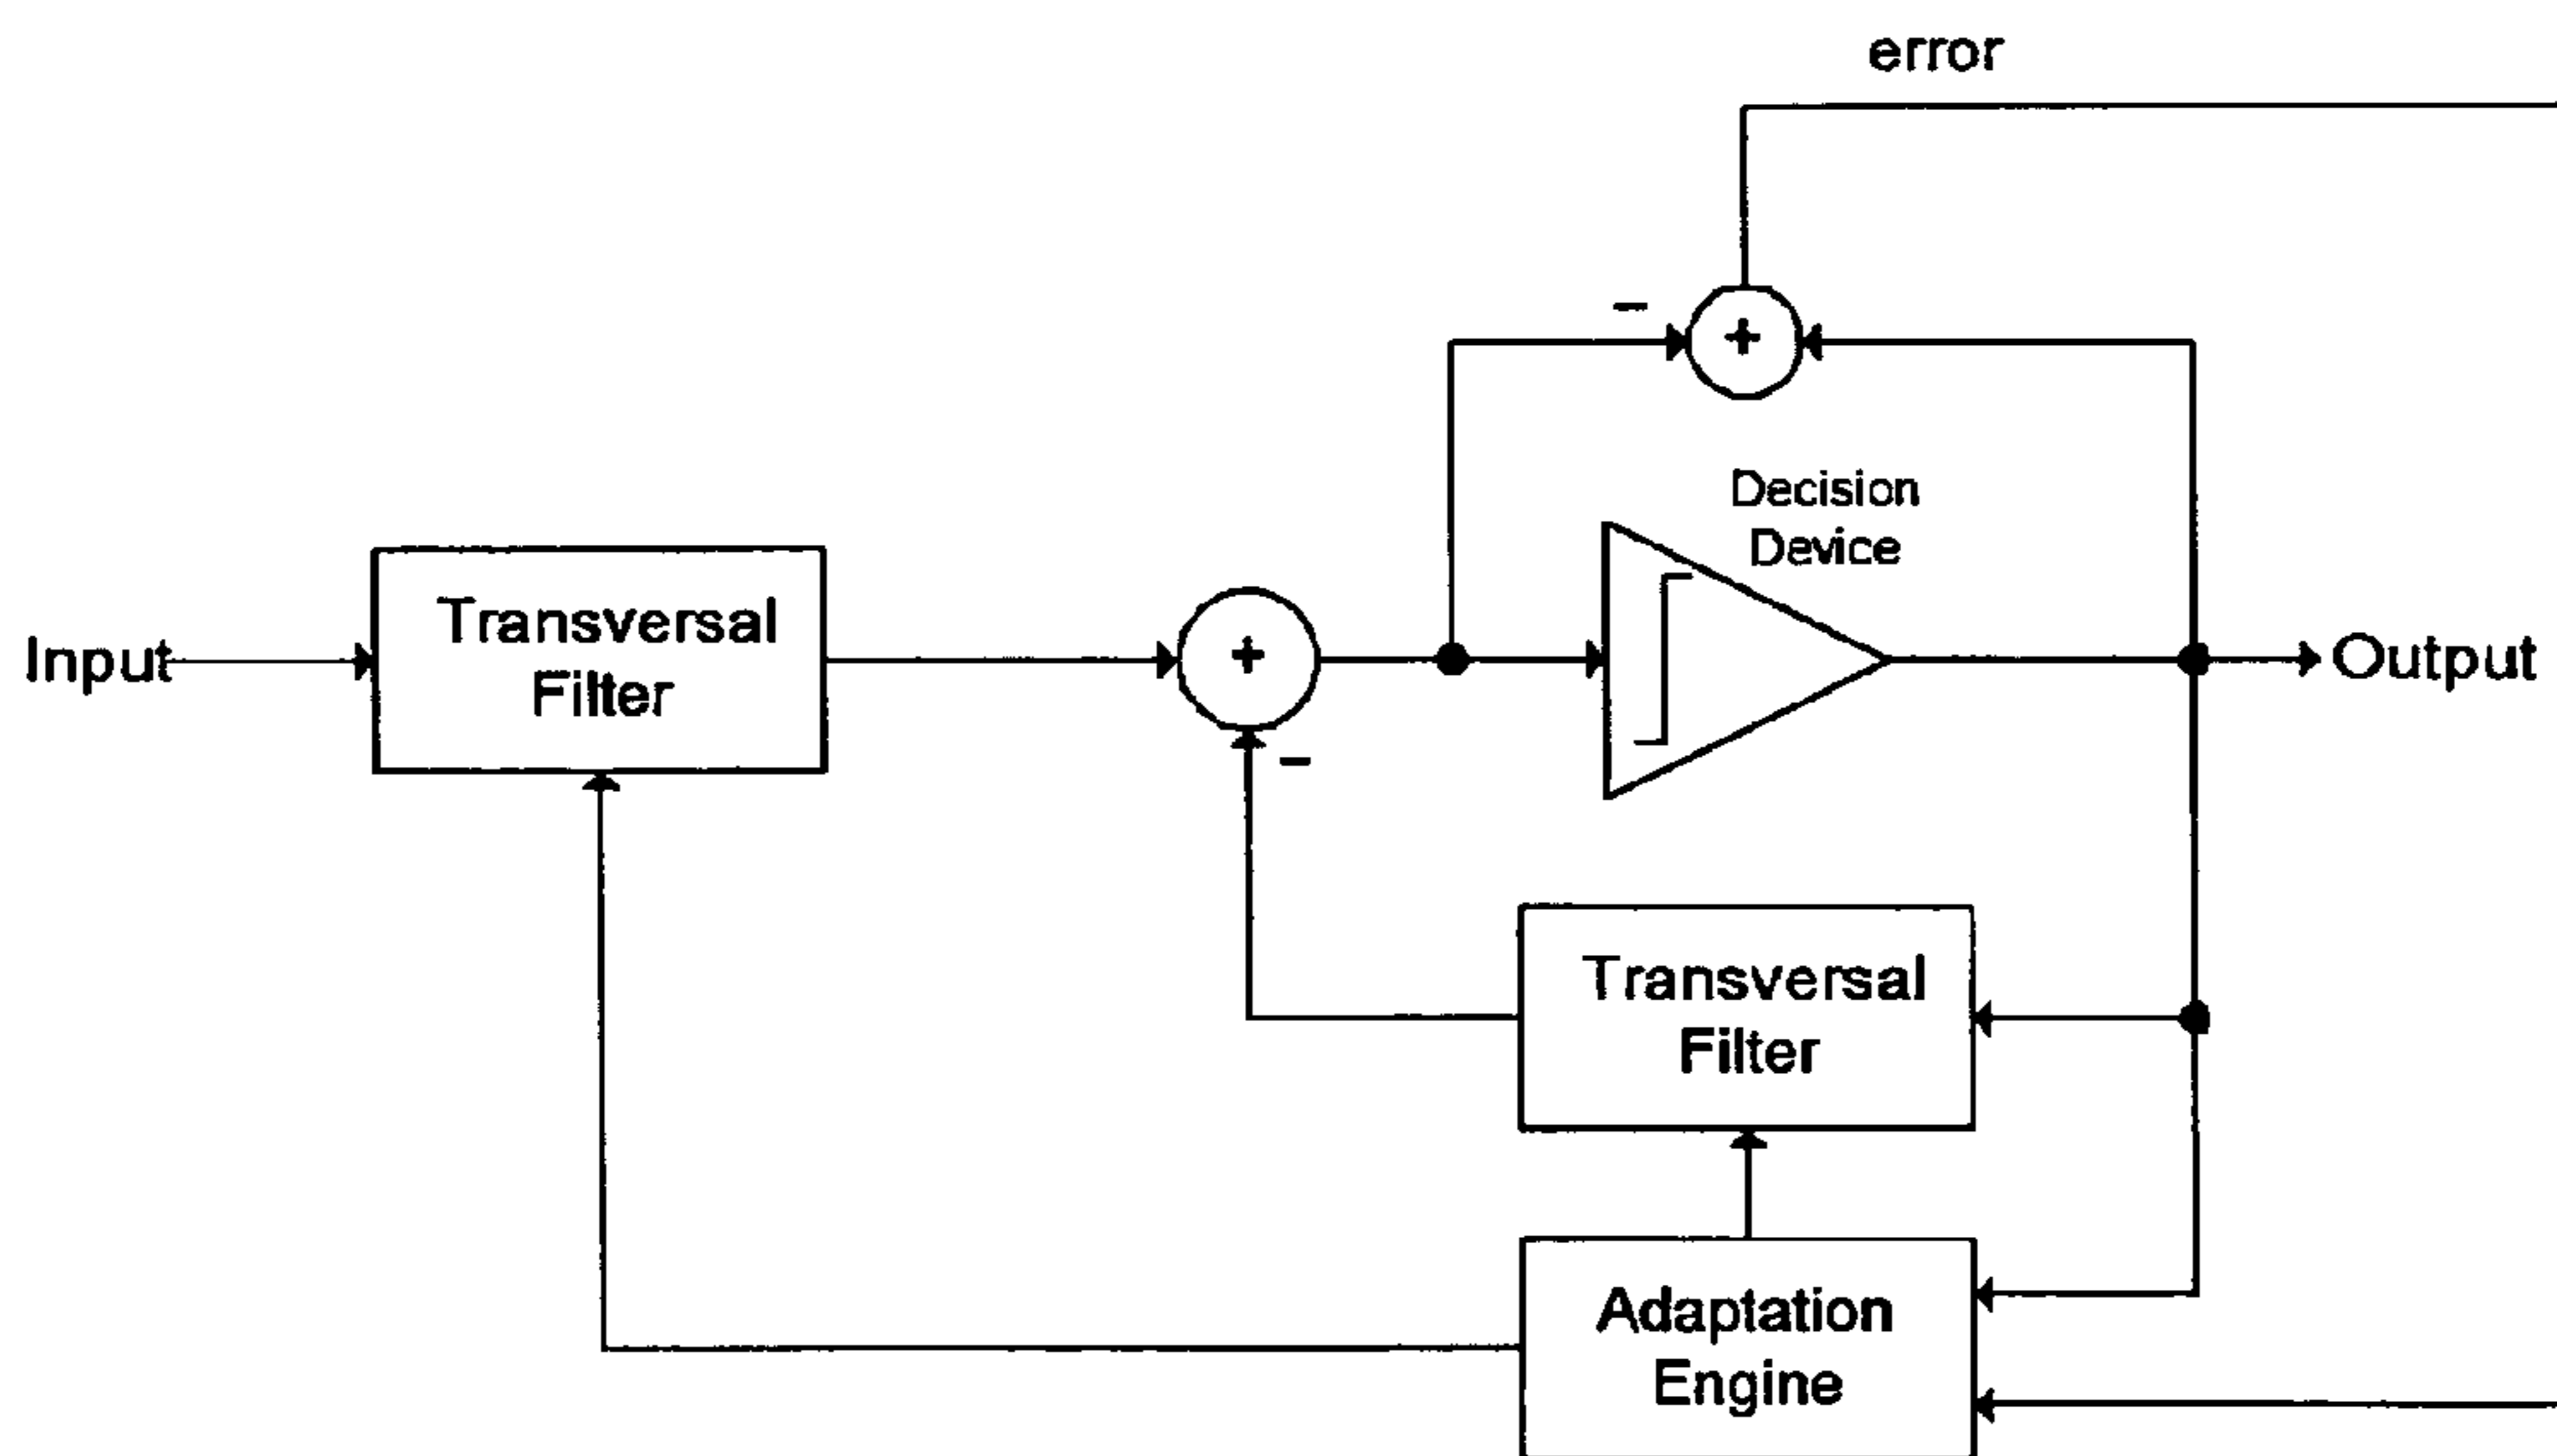 error
−
+
Decision
Device
Transversal
Filter
Input
+
Output
−
Transversal
Filter
Adaptation
Engine